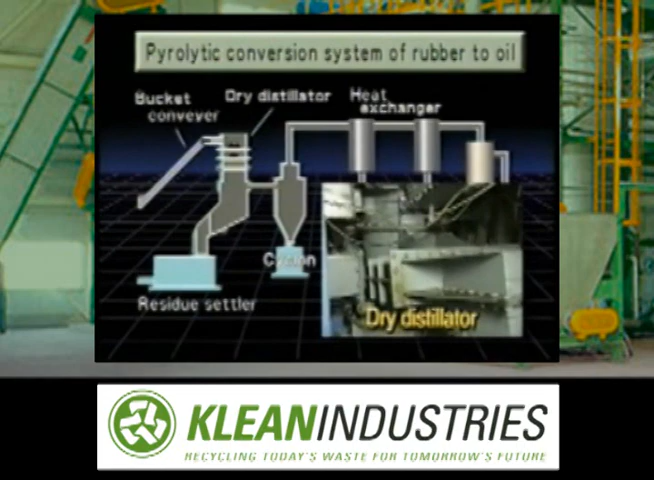 Pyrolytic conversion system of rubber to oil
Bucket
conveyer
Dry distillator
Heat
exchanger
Residue settler
Dry distillator
KLEANINDUSTRIES
RECYCLING TODAY'S WASTE FOR TOMORROW'S FUTURE